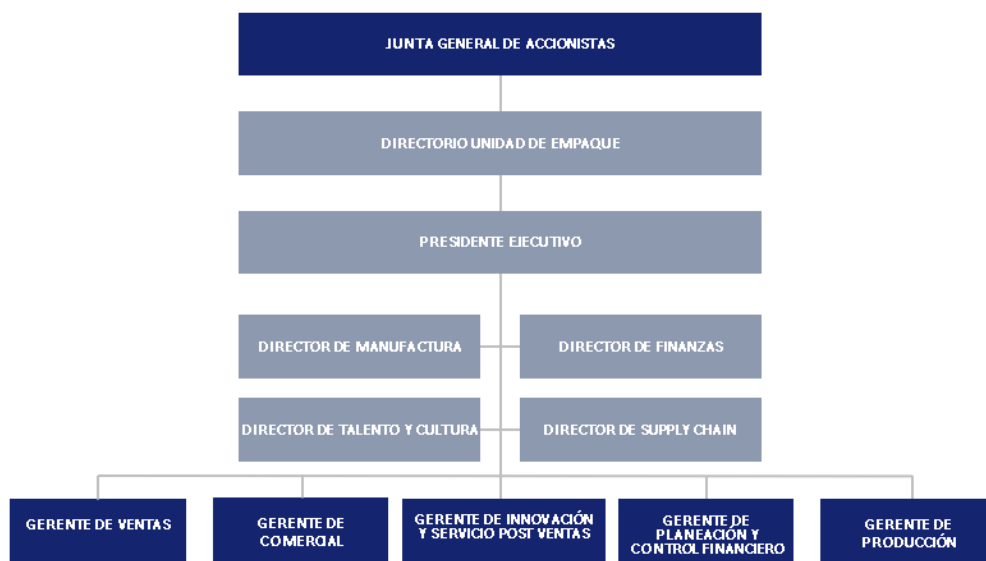 JUNTA GENERAL DE ACCIONISTAS
DIRECTORIO UNIDAD DE EMPAQUE
PRESIDENTE EJECUTIVO
DIRECTOR DE MANUFACTURA
DIRECTOR DE FINANZAS
DIRECTOR DE TALENTO Y CULTURA
DIRECTOR DE SUPPLY CHAIN
GERENTE DE VENTAS
GERENTE DE
COMERCIAL
GERENTE DE INNOVACIÓN
Y SERVICIO POST VENTAS
GERENTE DE
PLANEACIÓN Y
CONTROL FINANCIERO
GERENTE DE
PRODUCCIÓN